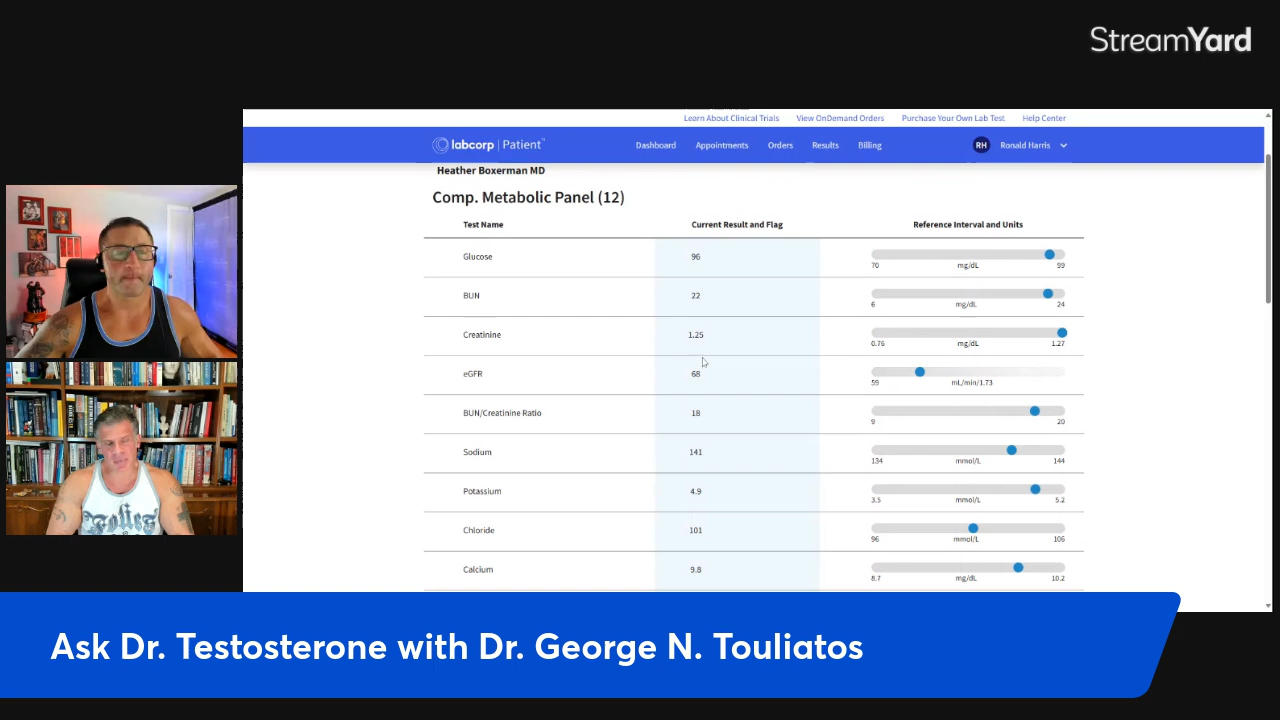 StreamYard
Learn About Clinical Trials View OnDemand Orders Purchase Your Own Lab Test Help Center
labcorp | Patient™ Dashboard Appointments Orders Results Billing RH Ronald Harris
Heather Boxerman MD
Comp. Metabolic Panel (12)
Test Name Current Result and Flag Reference Interval and Units
Glucose 96 70 mg/dL 99
BUN 22 6 mg/dL 24
Creatinine 1.25 0.76 mg/dL 1.27
eGFR 68 59 mL/min/1.73
BUN/Creatinine Ratio 18 9 20
Sodium 141 134 mmol/L 144
Potassium 4.9 3.5 mmol/L 5.2
Chloride 101 96 mmol/L 106
Calcium 9.8 8.7 mg/dL 10.2
Ask Dr. Testosterone with Dr. George N. Touliatos